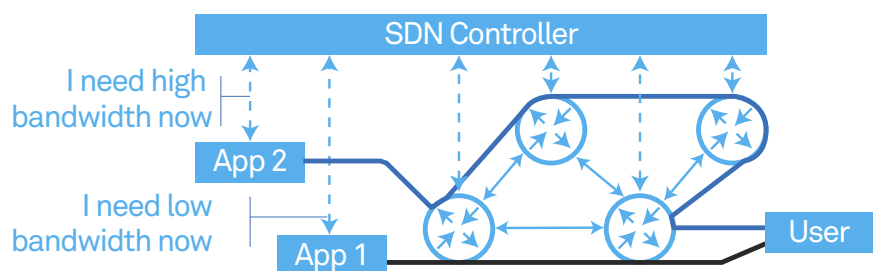 SDN Controller
I need high
bandwidth now
App 2
I need low
bandwidth now
App 1
User